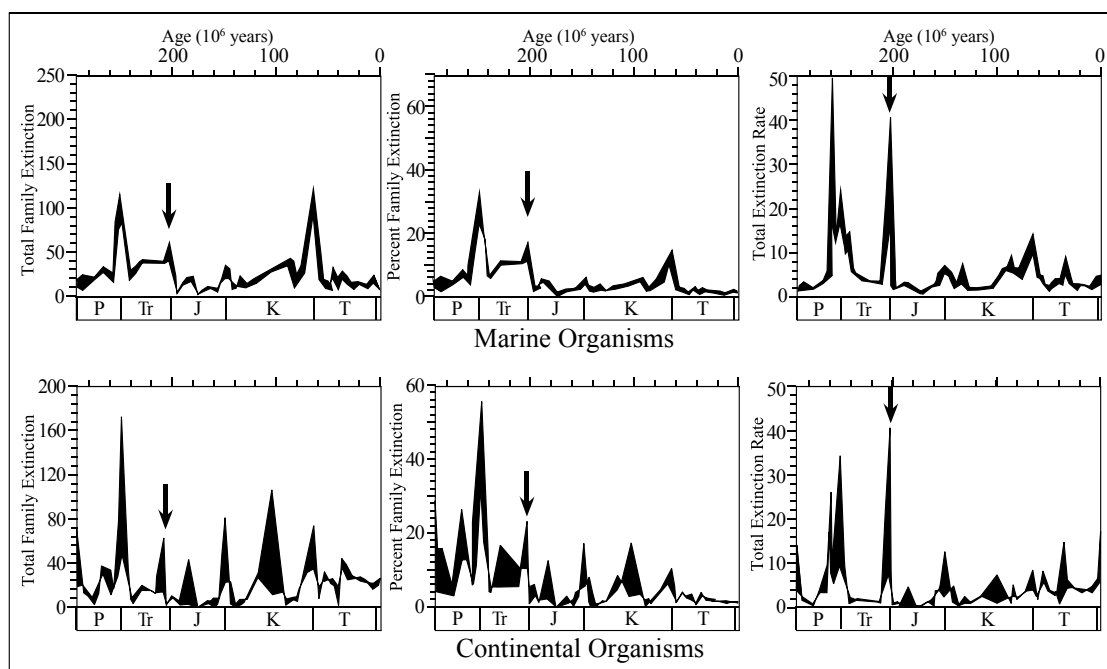 Age (10⁶ years) Age (10⁶ years) Age (10⁶ years)
200 100 0 200 100 0 200 100 0
Total Family Extinction
250
200
150
100
50
0
P Tr J K T
Percent Family Extinction
60
40
20
0
P Tr J K T
Total Extinction Rate
50
40
30
20
10
0
P Tr J K T
Marine Organisms
Total Family Extinction
200
160
120
80
40
0
P Tr J K T
Percent Family Extinction
60
40
20
0
P Tr J K T
Total Extinction Rate
50
40
30
20
10
0
P Tr J K T
Continental Organisms